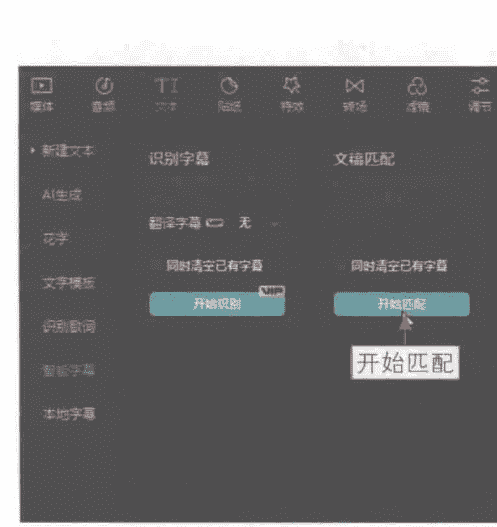 媒体 音频 TI 文本 贴纸 特效 转场 滤镜 调节
新建文本
AI生成
花字
文字模板
识别歌词
智能字幕
本地字幕
识别字幕
翻译字幕 无
同时清空已有字幕
VIP
开始识别
文稿匹配
同时清空已有字幕
开始匹配
开始匹配